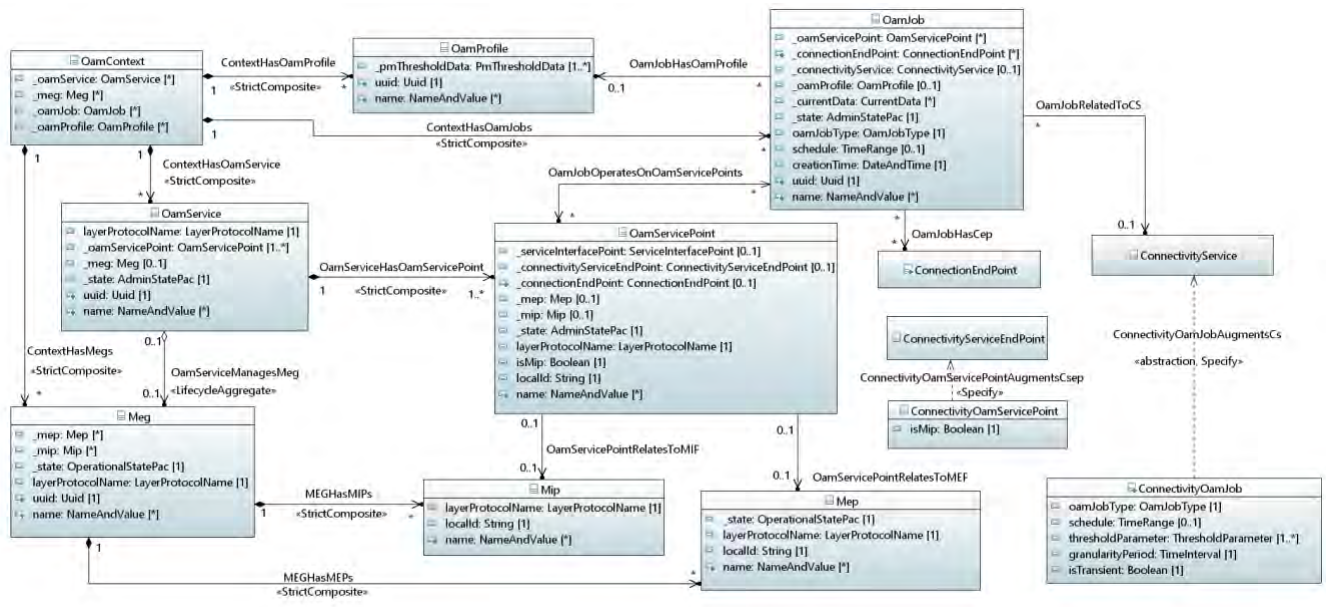 OamContext
_oamService: OamService [*]
_meg: Meg [*]
_oamJob: OamJob [*]
_oamProfile: OamProfile [*]
ContextHasOamProfile
1
«StrictComposite»
*
OamProfile
_pmThresholdData: PmThresholdData [1..*]
uuid: Uuid [1]
name: NameAndValue [*]
OamJobHasOamProfile
0..1
*
OamJob
_oamServicePoint: OamServicePoint [*]
_connectionEndPoint: ConnectionEndPoint [*]
_connectivityService: ConnectivityService [0..1]
_oamProfile: OamProfile [0..1]
_currentData: CurrentData [*]
_state: AdminStatePac [1]
oamJobType: OamJobType [1]
schedule: TimeRange [0..1]
creationTime: DateAndTime [1]
uuid: Uuid [1]
name: NameAndValue [*]
OamJobRelatedToCS
*
0..1
ContextHasOamJobs
1
«StrictComposite»
*
1
1
ContextHasOamService
«StrictComposite»
*
OamJobOperatesOnOamServicePoints
*
*
OamService
layerProtocolName: LayerProtocolName [1]
_oamServicePoint: OamServicePoint [1..*]
_meg: Meg [0..1]
_state: AdminStatePac [1]
uuid: Uuid [1]
name: NameAndValue [*]
OamServiceHasOamServicePoint
1
«StrictComposite»
1..*
OamServicePoint
_serviceInterfacePoint: ServiceInterfacePoint [0..1]
_connectivityServiceEndPoint: ConnectivityServiceEndPoint [0..1]
_connectionEndPoint: ConnectionEndPoint [0..1]
_mep: Mep [0..1]
_mip: Mip [0..1]
_state: AdminStatePac [1]
layerProtocolName: LayerProtocolName [1]
isMip: Boolean [1]
localId: String [1]
name: NameAndValue [*]
*
OamJobHasCep
*
ConnectionEndPoint
ConnectivityService
ConnectivityServiceEndPoint
ConnectivityOamJobAugmentsCs
«abstraction, Specify»
ConnectivityOamServicePointAugmentsCsep
«Specify»
ConnectivityOamServicePoint
isMip: Boolean [1]
ContextHasMegs
«StrictComposite»
*
0..1
OamServiceManagesMeg
0..1
«LifecycleAggregate»
Meg
_mep: Mep [*]
_mip: Mip [*]
_state: OperationalStatePac [1]
layerProtocolName: LayerProtocolName [1]
uuid: Uuid [1]
name: NameAndValue [*]
0..1
OamServicePointRelatesToMIF
0..1
0..1
OamServicePointRelatesToMEF
0..1
MEGHasMIPs
1
«StrictComposite»
*
Mip
layerProtocolName: LayerProtocolName [1]
localId: String [1]
name: NameAndValue [*]
Mep
_state: OperationalStatePac [1]
layerProtocolName: LayerProtocolName [1]
localId: String [1]
name: NameAndValue [*]
ConnectivityOamJob
oamJobType: OamJobType [1]
schedule: TimeRange [0..1]
thresholdParameter: ThresholdParameter [1..*]
granularityPeriod: TimeInterval [1]
isTransient: Boolean [1]
1
MEGHasMEPs
«StrictComposite»
*